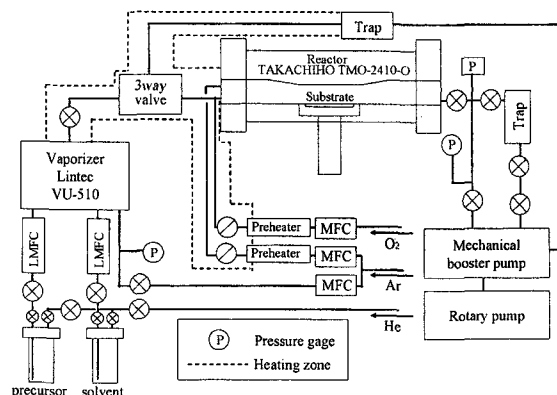 Trap
Reactor
TAKACHIHO TMO-2410-O
P
3way
valve
Substrate
Trap
P
Vaporizer
Lintec
VU-510
Preheater
MFC
O₂
LMFC
LMFC
P
Preheater
MFC
Mechanical
booster pump
MFC
Ar
He
Rotary pump
P
Pressure gage
Heating zone
precursor
solvent